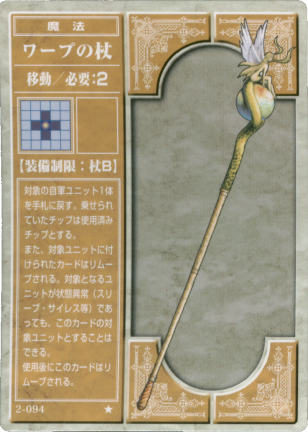 魔法
ワープの杖
移動／必要:2
【装備制限：杖B】
対象の自軍ユニット1体
を手札に戻す。乗せられ
ていたチップは使用済み
チップとする。
また、対象ユニットに付
けられたカードはリムー
ブされる。対象となるユ
ニットが状態異常（スリ
ープ・サイレス等）であ
っても、このカードの対
象ユニットとすることは
できる。
使用後にこのカードはリ
ムーブされる。
2-094 ★